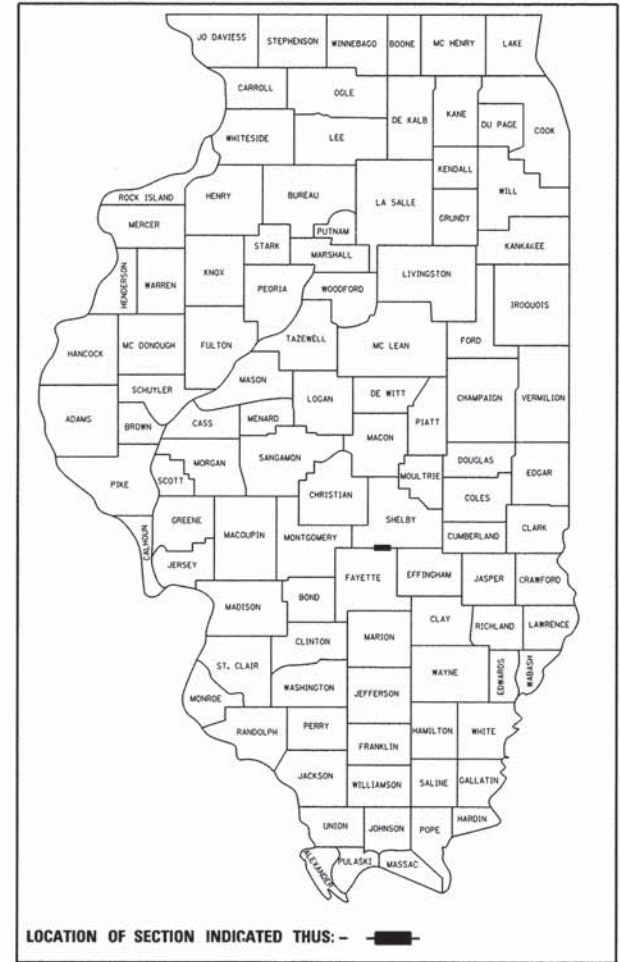 JO DAVIESS STEPHENSON WINNEBAGO BOONE MC HENRY LAKE
CARROLL OGLE
DE KALB KANE DU PAGE COOK
WHITESIDE LEE
KENDALL WILL
ROCK ISLAND HENRY BUREAU LA SALLE GRUNDY
MERCER PUTNAM
STARK MARSHALL KANKAKEE
HENDERSON WARREN KNOX PEORIA WOODFORD LIVINGSTON IROQUOIS
HANCOCK MC DONOUGH FULTON TAZEWELL MC LEAN FORD
SCHUYLER MASON LOGAN DE WITT CHAMPAIGN VERMILION
ADAMS BROWN CASS MENARD MACON PIATT
PIKE SCOTT MORGAN SANGAMON MOULTRIE DOUGLAS EDGAR
CHRISTIAN COLES
CALHOUN GREENE MACOUPIN MONTGOMERY SHELBY CUMBERLAND CLARK
JERSEY FAYETTE EFFINGHAM JASPER CRAWFORD
MADISON BOND CLAY RICHLAND LAWRENCE
CLINTON MARION
ST. CLAIR WAYNE EDWARDS WABASH
MONROE WASHINGTON JEFFERSON
RANDOLPH PERRY HAMILTON WHITE
FRANKLIN
JACKSON WILLIAMSON SALINE GALLATIN
HARDIN
UNION JOHNSON POPE
ALEXANDER PULASKI MASSAC
LOCATION OF SECTION INDICATED THUS: -